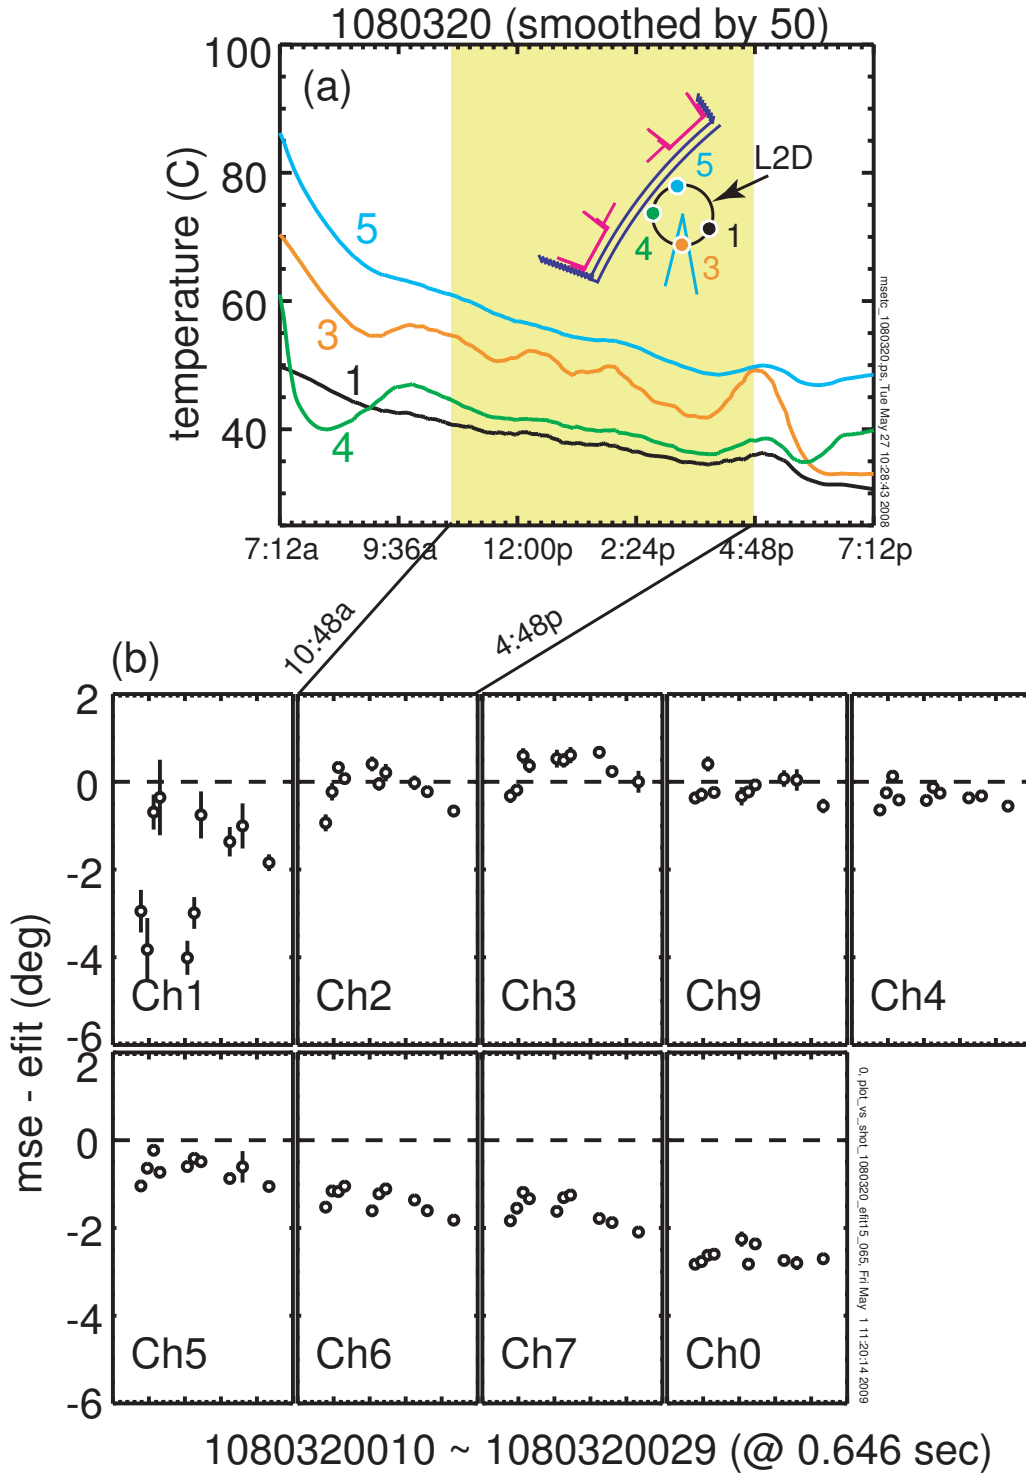 1080320 (smoothed by 50)
(a)
100
80
60
40
temperature (C)
5
3
1
4
5
L2D
4
1
3
7:12a 9:36a 12:00p 2:24p 4:48p 7:12p
msetc_1080320.ps, Tue May 27 10:28:43 2008
10:48a
4:48p
(b)
mse - efit (deg)
2
0
-2
-4
-6
Ch1 Ch2 Ch3 Ch9 Ch4
2
0
-2
-4
-6
Ch5 Ch6 Ch7 Ch0
0, plot_vs_shot_1080320_efit15_065, Fri May 1 11:20:14 2009
1080320010 ~ 1080320029 (@ 0.646 sec)